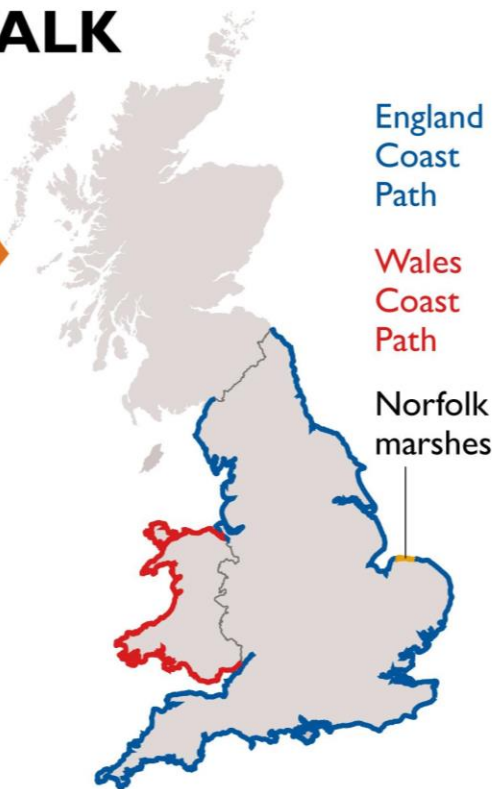 ALK
England
Coast
Path
Wales
Coast
Path
Norfolk
marshes